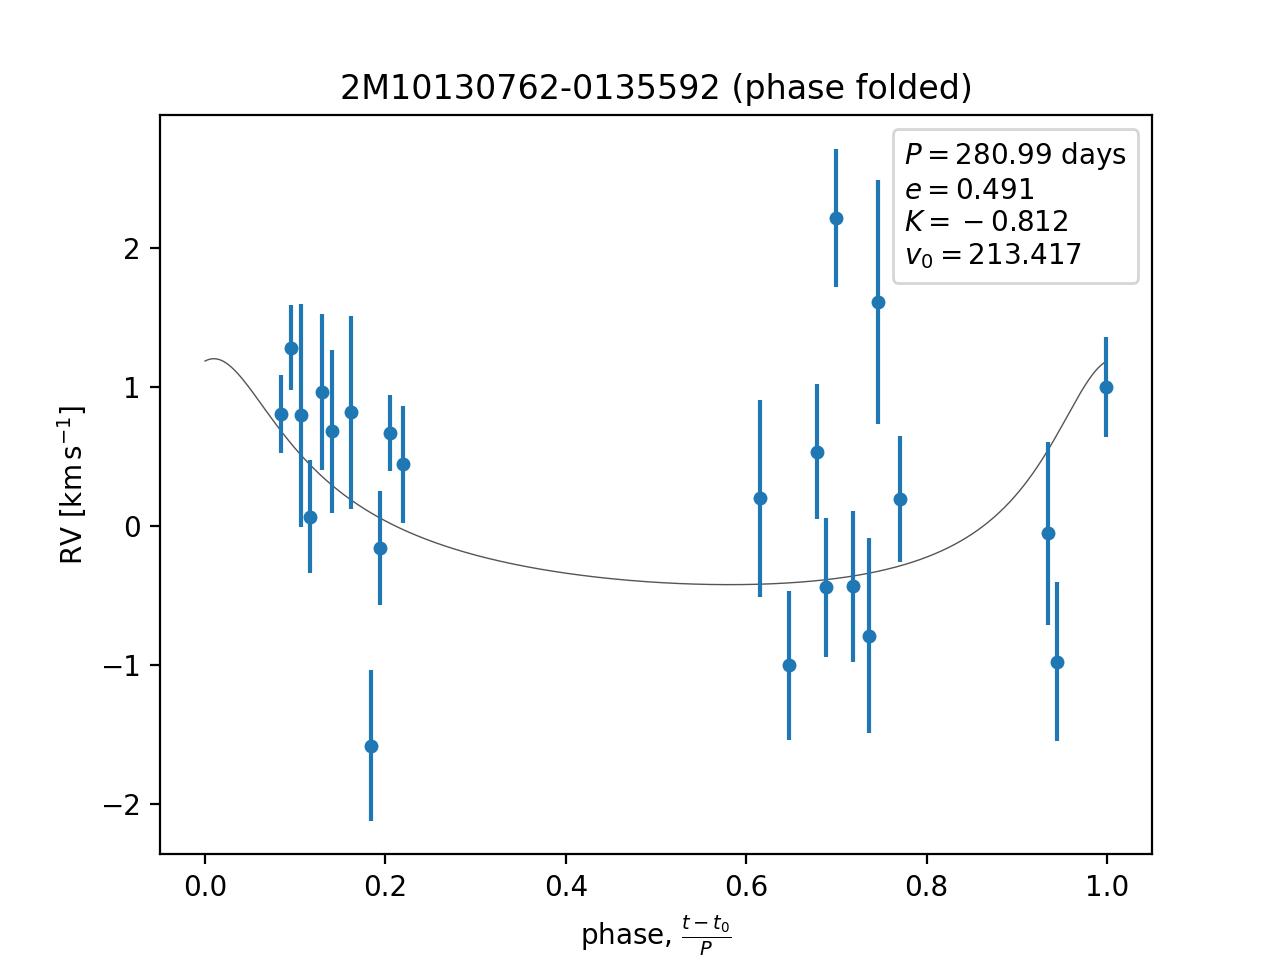 2M10130762-0135592 (phase folded)
P = 280.99 days
e = 0.491
K = −0.812
v₀ = 213.417
RV [km s⁻¹]
2
1
0
−1
−2
0.0 0.2 0.4 0.6 0.8 1.0
phase, (t − t₀)/P